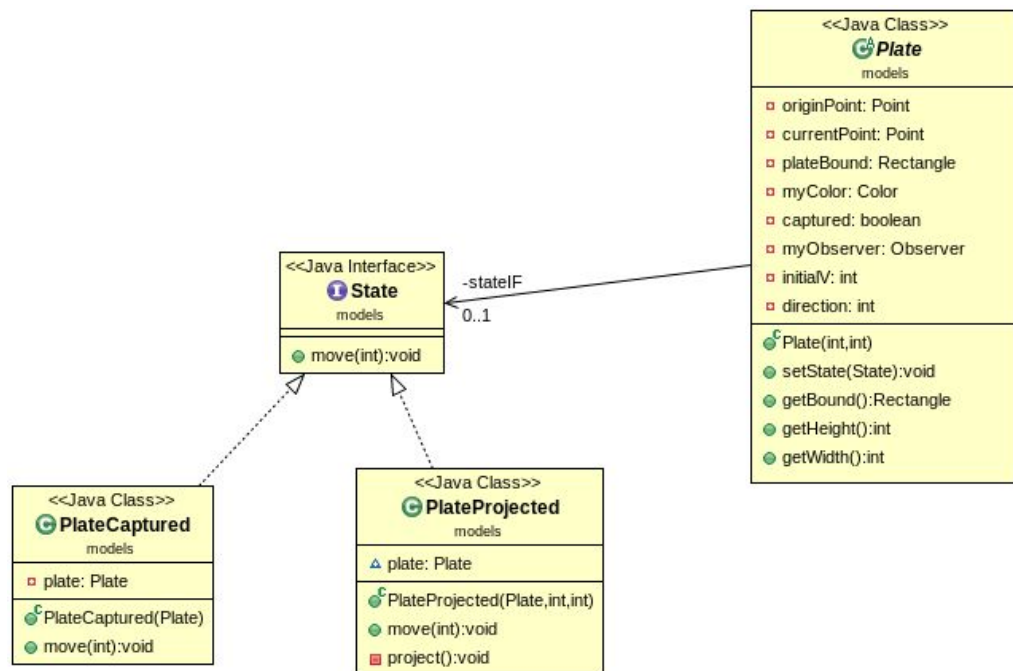 <<Java Class>>
Plate
models
originPoint: Point
currentPoint: Point
plateBound: Rectangle
myColor: Color
captured: boolean
myObserver: Observer
initialV: int
direction: int
Plate(int,int)
setState(State):void
getBound():Rectangle
getHeight():int
getWidth():int
-stateIF
0..1
<<Java Interface>>
State
models
move(int):void
<<Java Class>>
PlateCaptured
models
plate: Plate
PlateCaptured(Plate)
move(int):void
<<Java Class>>
PlateProjected
models
plate: Plate
PlateProjected(Plate,int,int)
move(int):void
project():void